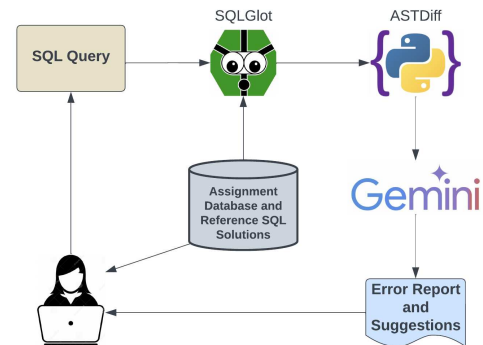 SQLGlot
ASTDiff
SQL Query
{ }
Assignment
Database and
Reference SQL
Solutions
Gemini
Error Report
and
Suggestions